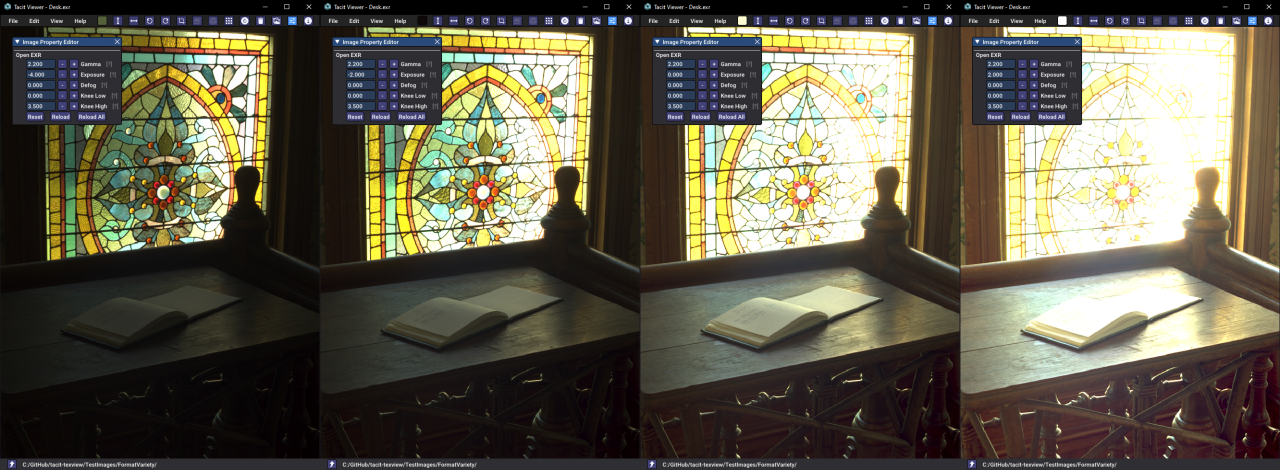 Tacit Viewer - Desk.exr
File Edit View Help
Image Property Editor
Open EXR
2.200 - + Gamma [?]
-4.000 - + Exposure [?]
0.000 - + Defog [?]
0.000 - + Knee Low [?]
3.500 - + Knee High [?]
Reset Reload Reload All
C:/GitHub/tacit-texview/TestImages/FormatVariety/
Tacit Viewer - Desk.exr
File Edit View Help
Image Property Editor
Open EXR
2.200 - + Gamma [?]
-2.000 - + Exposure [?]
0.000 - + Defog [?]
0.000 - + Knee Low [?]
3.500 - + Knee High [?]
Reset Reload Reload All
C:/GitHub/tacit-texview/TestImages/FormatVariety/
Tacit Viewer - Desk.exr
File Edit View Help
Image Property Editor
Open EXR
2.200 - + Gamma [?]
0.000 - + Exposure [?]
0.000 - + Defog [?]
0.000 - + Knee Low [?]
3.500 - + Knee High [?]
Reset Reload Reload All
C:/GitHub/tacit-texview/TestImages/FormatVariety/
Tacit Viewer - Desk.exr
File Edit View Help
Image Property Editor
Open EXR
2.200 - + Gamma [?]
2.000 - + Exposure [?]
0.000 - + Defog [?]
0.000 - + Knee Low [?]
3.500 - + Knee High [?]
Reset Reload Reload All
C:/GitHub/tacit-texview/TestImages/FormatVariety/